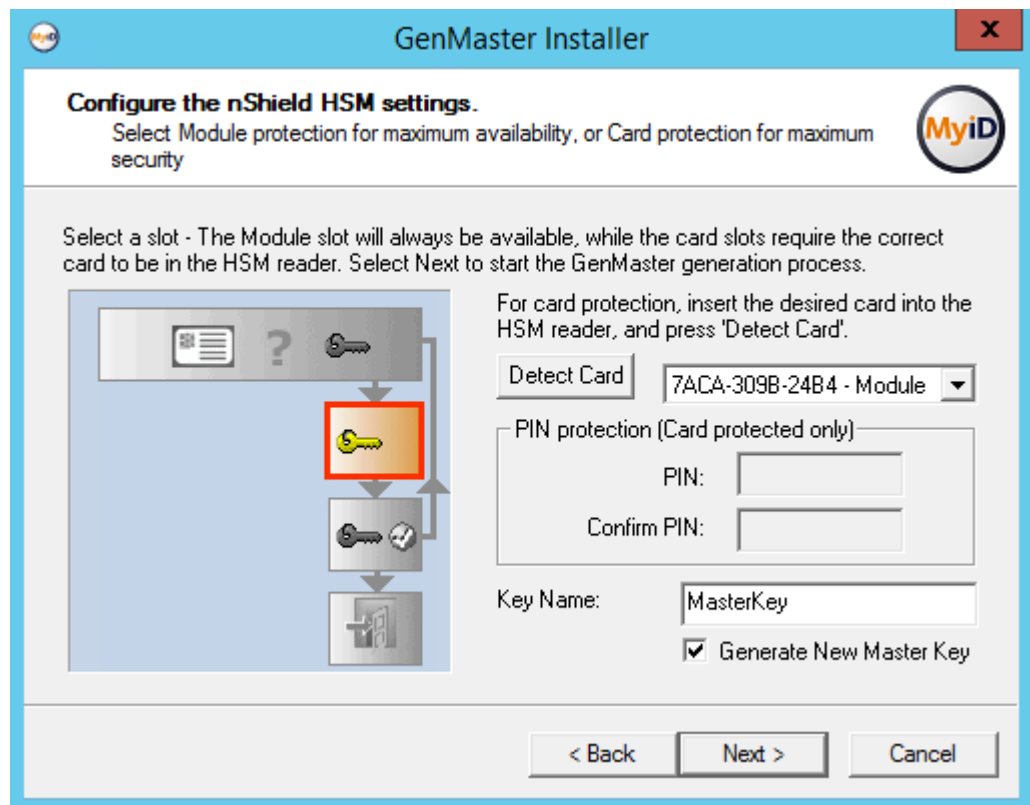 MyiD
GenMaster Installer
x
Configure the nShield HSM settings.
Select Module protection for maximum availability, or Card protection for maximum
security
MyiD
Select a slot - The Module slot will always be available, while the card slots require the correct
card to be in the HSM reader. Select Next to start the GenMaster generation process.
?
For card protection, insert the desired card into the
HSM reader, and press 'Detect Card'.
Detect Card
7ACA-309B-24B4 - Module
PIN protection (Card protected only)
PIN:
Confirm PIN:
Key Name:
MasterKey
Generate New Master Key
< Back
Next >
Cancel